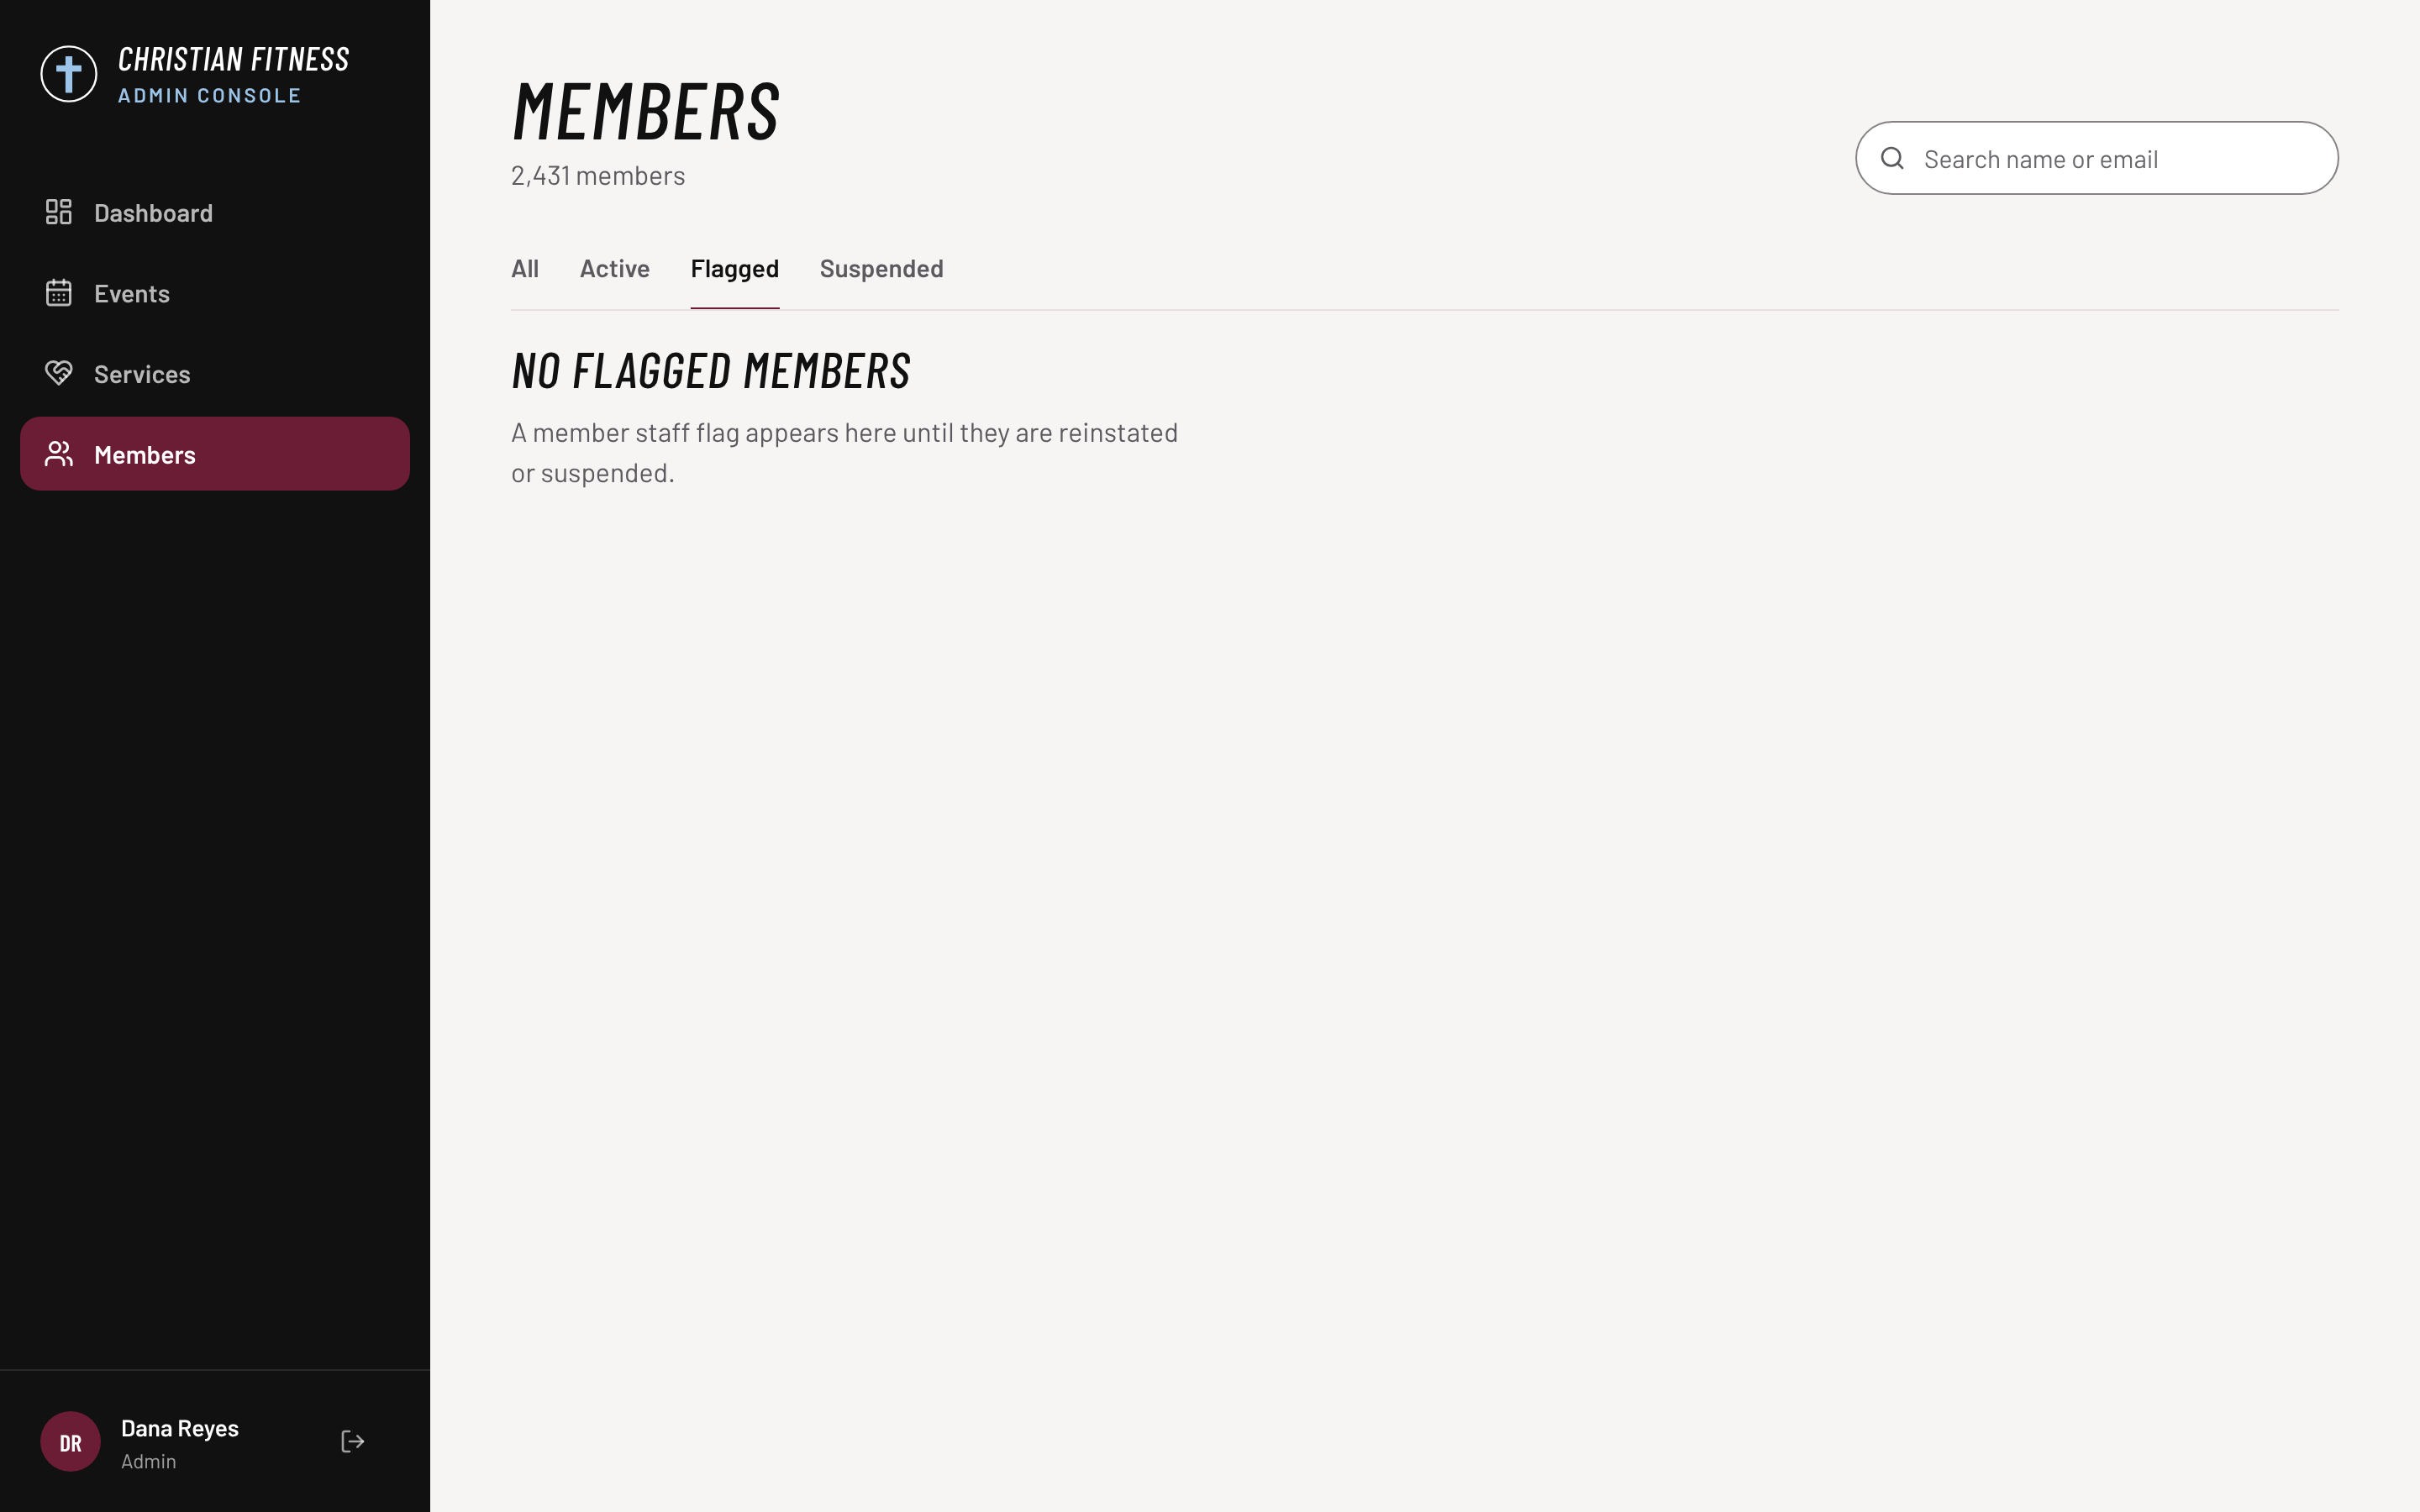 CHRISTIAN FITNESS
ADMIN CONSOLE
Dashboard
Events
Services
Members
DR
Dana Reyes
Admin
MEMBERS
2,431 members
Search name or email
All
Active
Flagged
Suspended
NO FLAGGED MEMBERS
A member staff flag appears here until they are reinstated
or suspended.